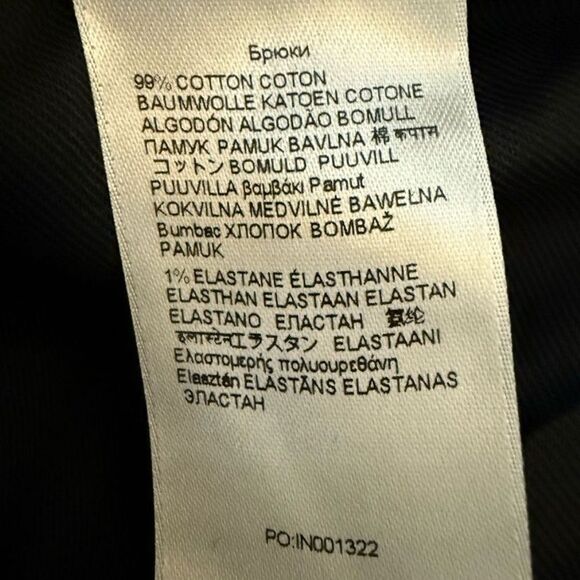 Брюки
99% COTTON COTON
BAUMWOLLE KATOEN COTONE
ALGODÓN ALGODÃO BOMULL
ПАМУК PAMUK BAVLNA 棉 कपास
コットン BOMULD PUUVILL
PUUVILLA βαμβάκι Pamut
KOKVILNA MEDVILNĖ BAWEŁNA
Bumbac ХЛОПОК BOMBAŽ
PAMUK
1% ELASTANE ÉLASTHANNE
ELASTHAN ELASTAAN ELASTAN
ELASTANO ЕЛАСТАН 氨纶
इलास्टेन エラスタン ELASTAANI
Ελαστομερής πολυουρεθάνη
Elasztán ELASTĀNS ELASTANAS
ЭЛАСТАН
PO:IN001322